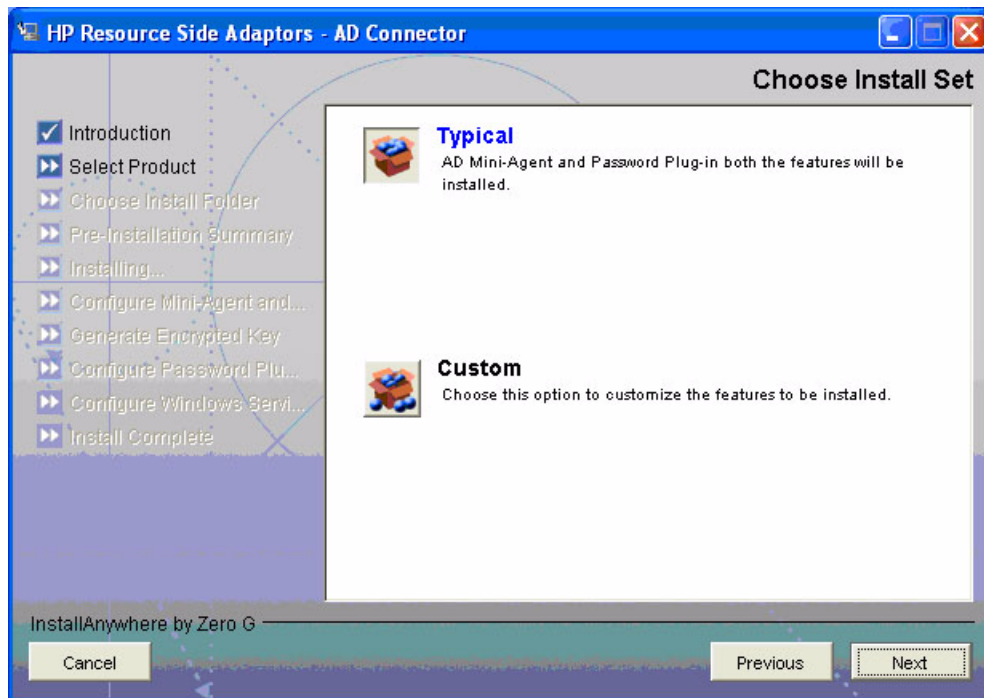 HP Resource Side Adaptors - AD Connector
Choose Install Set
Introduction
Select Product
Choose Install Folder
Pre-Installation Summary
Installing...
Configure Mini-Agent and...
Generate Encrypted Key
Configure Password Plu...
Configure Windows Servi...
Install Complete
Typical
AD Mini-Agent and Password Plug-in both the features will be
installed.
Custom
Choose this option to customize the features to be installed.
InstallAnywhere by Zero G
Cancel
Previous
Next